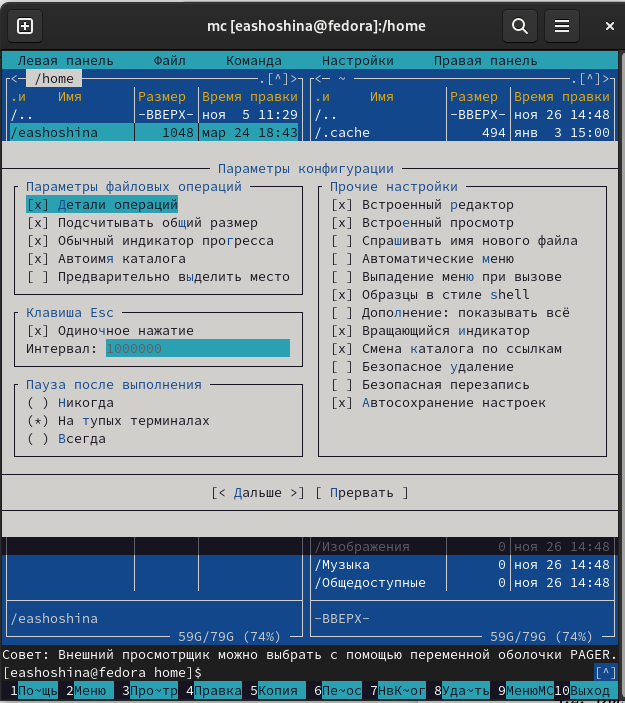 mc [eashoshina@fedora]:/home
Левая панель Файл Команда Настройки Правая панель
<— /home .[^]> <— ~ .[^]>
.и Имя Размер Время правки .и Имя Размер Время правки
/.. -ВВЕРХ- ноя 5 11:29 /.. -ВВЕРХ- ноя 26 14:48
/eashoshina 1048 мар 24 18:43 /.cache 494 янв 3 15:00
Параметры конфигурации
Параметры файловых операций
[x] Детали операций
[x] Подсчитывать общий размер
[x] Обычный индикатор прогресса
[x] Автоимя каталога
[ ] Предварительно выделить место
Клавиша Esc
[x] Одиночное нажатие
Интервал: 1000000
Пауза после выполнения
( ) Никогда
(*) На тупых терминалах
( ) Всегда
Прочие настройки
[x] Встроенный редактор
[x] Встроенный просмотр
[ ] Спрашивать имя нового файла
[ ] Автоматические меню
[ ] Выпадение меню при вызове
[x] Образцы в стиле shell
[ ] Дополнение: показывать всё
[x] Вращающийся индикатор
[x] Смена каталога по ссылкам
[ ] Безопасное удаление
[ ] Безопасная перезапись
[x] Автосохранение настроек
[< Дальше >] [ Прервать ]
/Изображения 0 ноя 26 14:48
/Музыка 0 ноя 26 14:48
/Общедоступные 0 ноя 26 14:48
/eashoshina -ВВЕРХ-
59G/79G (74%) 59G/79G (74%)
Совет: Внешний просмотрщик можно выбрать с помощью переменной оболочки PAGER.
[eashoshina@fedora home]$ [^]
1По~щь 2Меню 3Про~тр 4Правка 5Копия 6Пе~ос 7НвК~ог 8Уда~ть 9МенюMC 10Выход